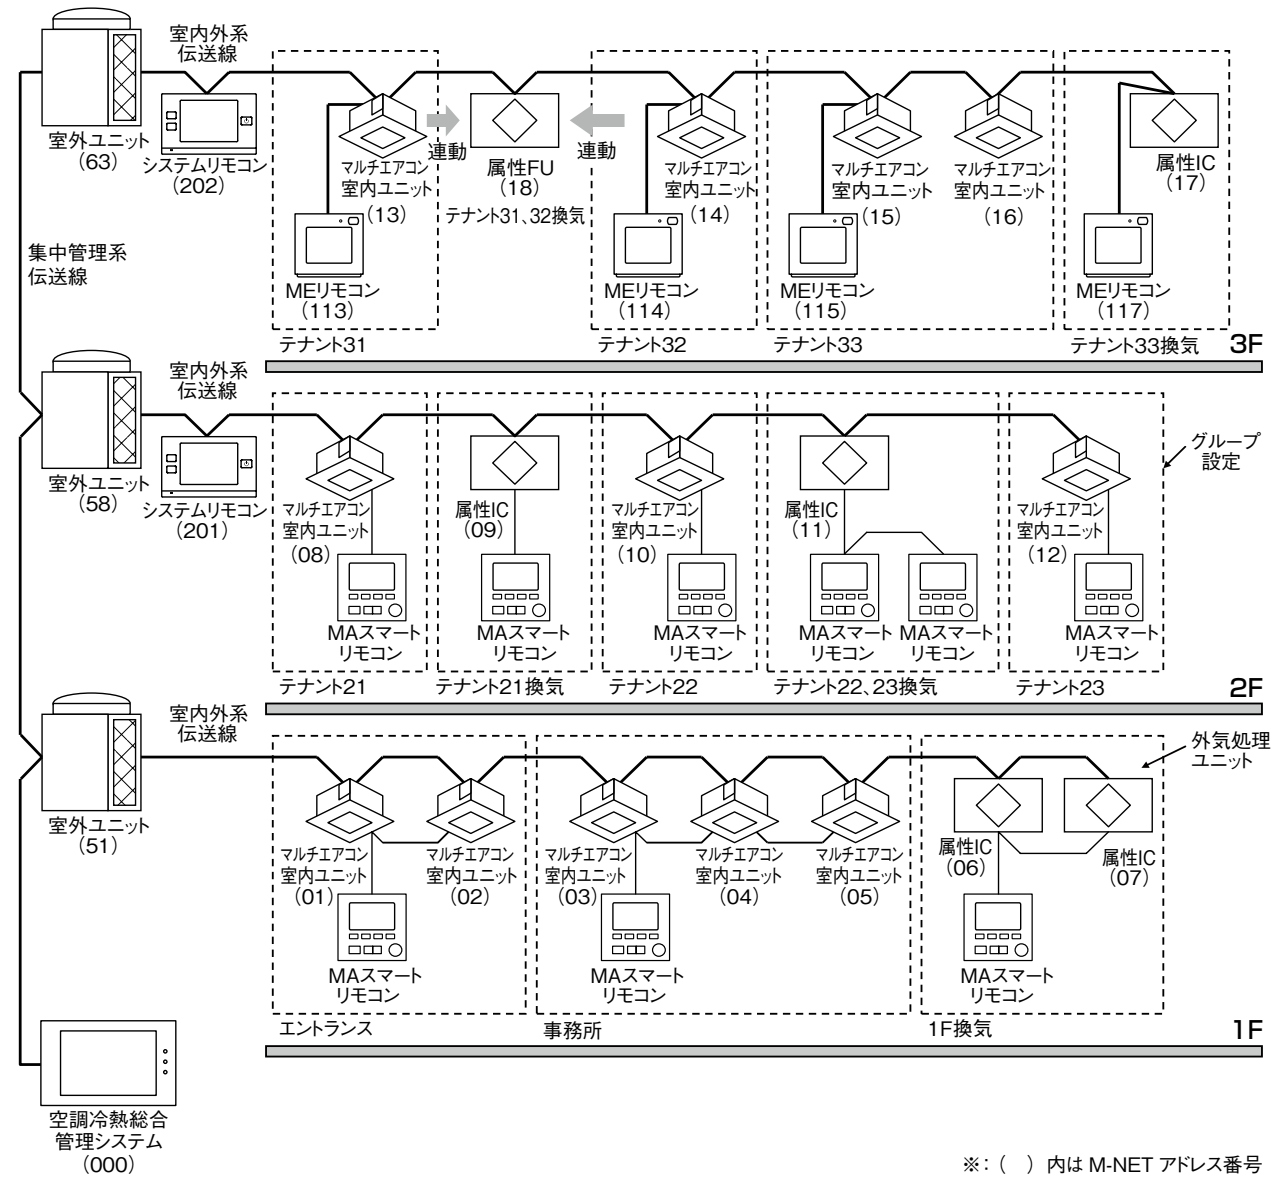 室内外系
伝送線
室外ユニット
(63)
システムリモコン
(202)
集中管理系
伝送線
マルチエアコン
室内ユニット
(13)
連動
属性FU
(18)
テナント31、32換気
連動
マルチエアコン
室内ユニット
(14)
マルチエアコン
室内ユニット
(15)
マルチエアコン
室内ユニット
(16)
属性IC
(17)
MEリモコン
(113)
MEリモコン
(114)
MEリモコン
(115)
MEリモコン
(117)
テナント31
テナント32
テナント33
テナント33換気
3F
室内外系
伝送線
室外ユニット
(58)
システムリモコン
(201)
マルチエアコン
室内ユニット
(08)
属性IC
(09)
マルチエアコン
室内ユニット
(10)
属性IC
(11)
マルチエアコン
室内ユニット
(12)
グループ
設定
MAスマート
リモコン
MAスマート
リモコン
MAスマート
リモコン
MAスマート
リモコン
MAスマート
リモコン
MAスマート
リモコン
テナント21
テナント21換気
テナント22
テナント22、23換気
テナント23
2F
室内外系
伝送線
室外ユニット
(51)
マルチエアコン
室内ユニット
(01)
マルチエアコン
室内ユニット
(02)
マルチエアコン
室内ユニット
(03)
マルチエアコン
室内ユニット
(04)
マルチエアコン
室内ユニット
(05)
属性IC
(06)
属性IC
(07)
外気処理
ユニット
MAスマート
リモコン
MAスマート
リモコン
MAスマート
リモコン
エントランス
事務所
1F換気
1F
空調冷熱総合
管理システム
(000)
※:( )内は M-NET アドレス番号